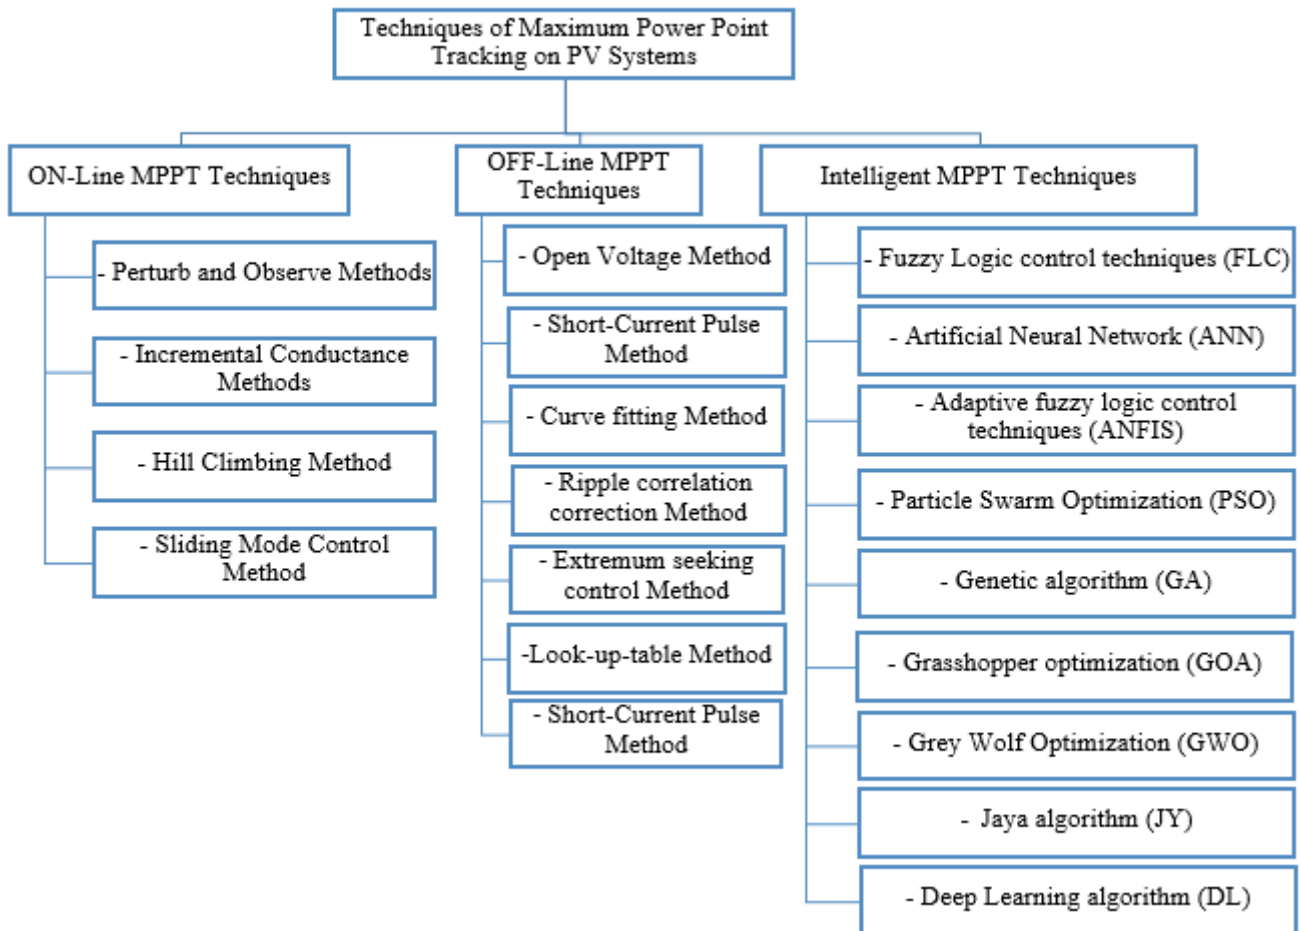 Techniques of Maximum Power Point
Tracking on PV Systems
ON-Line MPPT Techniques
- Perturb and Observe Methods
- Incremental Conductance
Methods
- Hill Climbing Method
- Sliding Mode Control
Method
OFF-Line MPPT
Techniques
- Open Voltage Method
- Short-Current Pulse
Method
- Curve fitting Method
- Ripple correlation
correction Method
- Extremum seeking
control Method
-Look-up-table Method
- Short-Current Pulse
Method
Intelligent MPPT Techniques
- Fuzzy Logic control techniques (FLC)
- Artificial Neural Network (ANN)
- Adaptive fuzzy logic control
techniques (ANFIS)
- Particle Swarm Optimization (PSO)
- Genetic algorithm (GA)
- Grasshopper optimization (GOA)
- Grey Wolf Optimization (GWO)
- Jaya algorithm (JY)
- Deep Learning algorithm (DL)